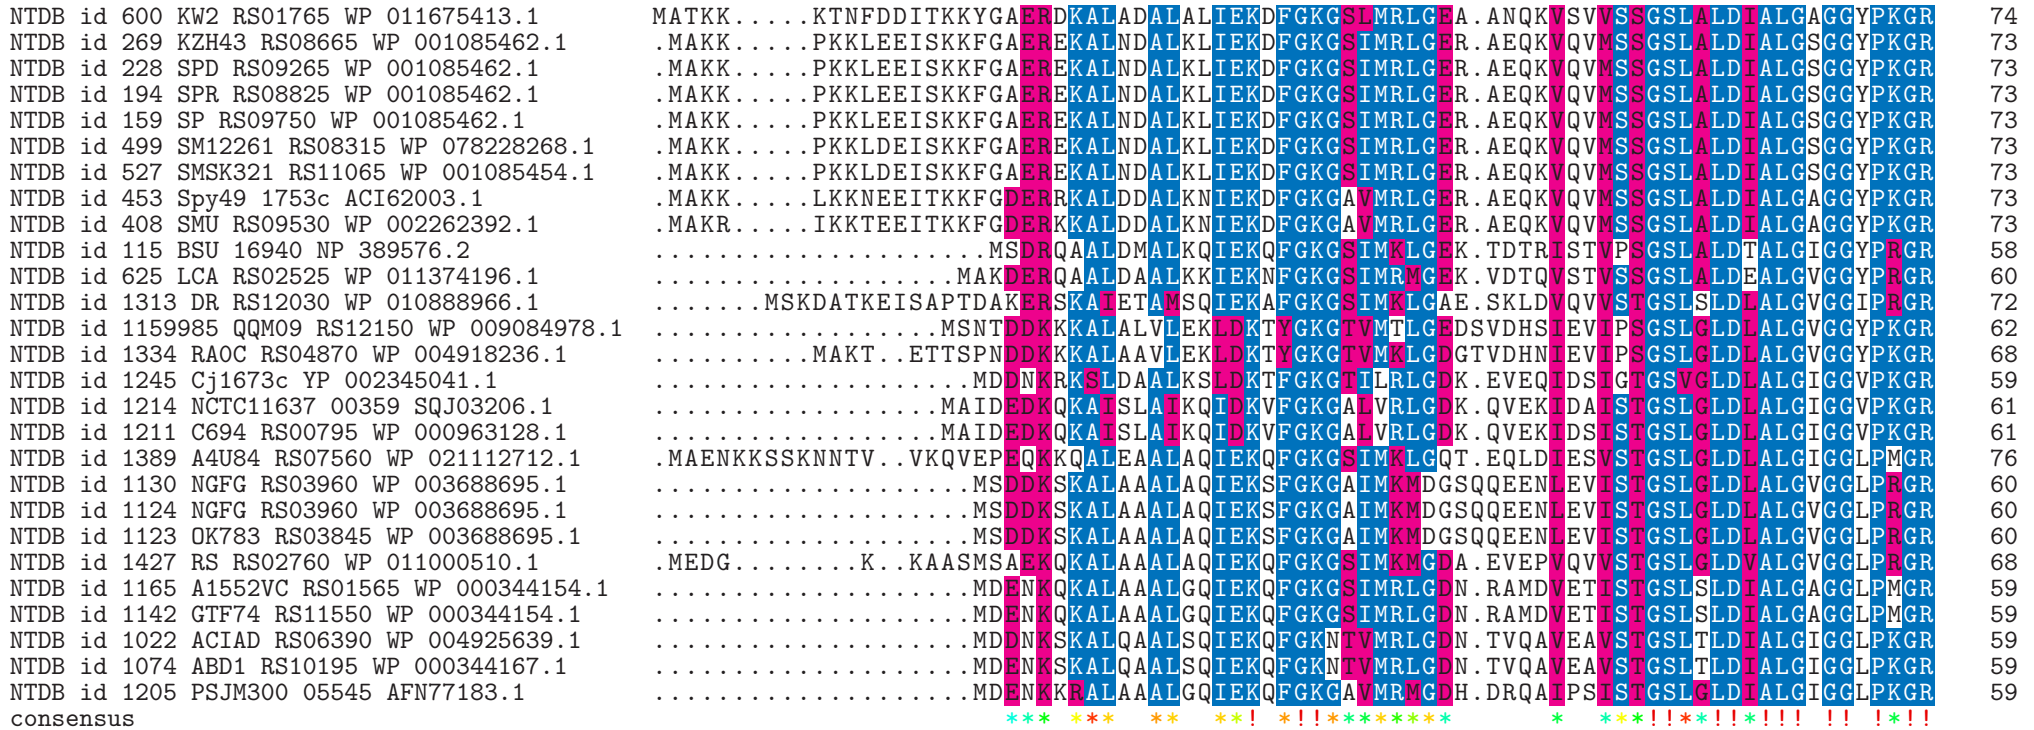 NTDB id 600 KW2 RS01765 WP 011675413.1 MATKK.....KTNFDDITKKYGAERDKALADALALIEKDFGKGSLMRLGEA.ANQKVSVVSSGSLALDIALGAGGYPKGR 74
NTDB id 269 KZH43 RS08665 WP 001085462.1 .MAKK.....PKKLEEISKKFGAEREKALNDALKLIEKDFGKGSIMRLGER.AEQKVQVMSSGSLALDIALGSGGYPKGR 73
NTDB id 228 SPD RS09265 WP 001085462.1 .MAKK.....PKKLEEISKKFGAEREKALNDALKLIEKDFGKGSIMRLGER.AEQKVQVMSSGSLALDIALGSGGYPKGR 73
NTDB id 194 SPR RS08825 WP 001085462.1 .MAKK.....PKKLEEISKKFGAEREKALNDALKLIEKDFGKGSIMRLGER.AEQKVQVMSSGSLALDIALGSGGYPKGR 73
NTDB id 159 SP RS09750 WP 001085462.1 .MAKK.....PKKLEEISKKFGAEREKALNDALKLIEKDFGKGSIMRLGER.AEQKVQVMSSGSLALDIALGSGGYPKGR 73
NTDB id 499 SM12261 RS08315 WP 078228268.1 .MAKK.....PKKLDEISKKFGAEREKALNDALKLIEKDFGKGSIMRLGER.AEQKVQVMSSGSLALDIALGSGGYPKGR 73
NTDB id 527 SMSK321 RS11065 WP 001085454.1 .MAKK.....PKKLEEISKKFGAEREKALNDALKLIEKDFGKGSIMRLGER.AEQKVQVMSSGSLALDIALGSGGYPKGR 73
NTDB id 453 Spy49 1753c ACI62003.1 .MAKK.....LKKNEEITKKFGDERRKALDDALKNIEKDFGKGAVMRLGER.AEQKVQVMSSGSLALDIALGAGGYPKGR 73
NTDB id 408 SMU RS09530 WP 002262392.1 .MAKR.....IKKTEEITKKFGDERKKALDDALKNIEKDFGKGAVMRLGER.AEQKVQVMSSGSLALDIALGAGGYPKGR 73
NTDB id 115 BSU 16940 NP 389576.2 .....................MSDRQAALDMALKQIEKQFGKGSIMKLGEK.TDTRISTVPSGSLALDTALGIGGYPRGR 58
NTDB id 625 LCA RS02525 WP 011374196.1 ...................MAKDERQAALDAALKKIEKNFGKGSIMRMGEK.VDTQVSTVSSGSLALDEALGVGGYPRGR 60
NTDB id 1313 DR RS12030 WP 010888966.1 .......MSKDATKEISAPTDAKERSKAIETAMSQIEKAFGKGSIMKLGAE.SKLDVQVVSTGSLSLDLALGVGGIPRGR 72
NTDB id 1159985 QQM09 RS12150 WP 009084978.1 ..................MSNTDDKKKALALVLEKLDKTYGKGTVMTLGEDSVDHSIEVIPSGSLGLDLALGVGGYPKGR 62
NTDB id 1334 RA0C RS04870 WP 004918236.1 ..........MAKT..ETTSPNDDKKKALAAVLEKLDKTYGKGTVMKLGDGTVDHNIEVIPSGSLGLDLALGVGGYPKGR 68
NTDB id 1245 Cj1673c YP 002345041.1 ....................MDDNKRKSLDAALKSLDKTFGKGTILRLGDK.EVEQIDSIGTGSVGLDLALGIGGVPKGR 59
NTDB id 1214 NCTC11637 00359 SQJ03206.1 ..................MAIDEDKQKAISLAIKQIDKVFGKGALVRLGDK.QVEKIDAISTGSLGLDLALGIGGVPKGR 61
NTDB id 1211 C694 RS00795 WP 000963128.1 ..................MAIDEDKQKAISLAIKQIDKVFGKGALVRLGDK.QVEKIDSISTGSLGLDLALGIGGVPKGR 61
NTDB id 1389 A4U84 RS07560 WP 021112712.1 .MAENKKSSKNNTV..VKQVEPEQKKQALEAALAQIEKQFGKGSIMKLGQT.EQLDIESVSTGSLGLDLALGIGGLPMGR 76
NTDB id 1130 NGFG RS03960 WP 003688695.1 ....................MSDDKSKALAAALAQIEKSFGKGAIMKMDGSQQEENLEVISTGSLGLDLALGVGGLPRGR 60
NTDB id 1124 NGFG RS03960 WP 003688695.1 ....................MSDDKSKALAAALAQIEKSFGKGAIMKMDGSQQEENLEVISTGSLGLDLALGVGGLPRGR 60
NTDB id 1123 OK783 RS03845 WP 003688695.1 ....................MSDDKSKALAAALAQIEKSFGKGAIMKMDGSQQEENLEVISTGSLGLDLALGVGGLPRGR 60
NTDB id 1427 RS RS02760 WP 011000510.1 .MEDG........K..KAASMSAEKQKALAAALAQIEKQFGKGSIMKMGDA.EVEPVQVVSTGSLGLDVALGVGGLPRGR 68
NTDB id 1165 A1552VC RS01565 WP 000344154.1 ....................MDENKQKALAAALGQIEKQFGKGSIMRLGDN.RAMDVETISTGSLSLDIALGAGGLPMGR 59
NTDB id 1142 GTF74 RS11550 WP 000344154.1 ....................MDENKQKALAAALGQIEKQFGKGSIMRLGDN.RAMDVETISTGSLSLDIALGAGGLPMGR 59
NTDB id 1022 ACIAD RS06390 WP 004925639.1 ....................MDDNKSKALQAALSQIEKQFGKNTVMRLGDN.TVQAVEAVSTGSLTLDIALGIGGLPKGR 59
NTDB id 1074 ABD1 RS10195 WP 000344167.1 ....................MDENKSKALQAALSQIEKQFGKNTVMRLGDN.TVQAVEAVSTGSLTLDIALGIGGLPKGR 59
NTDB id 1205 PSJM300 05545 AFN77183.1 ....................MDENKKRALAAALGQIEKQFGKGAVMRMGDH.DRQAIPSISTGSLGLDIALGIGGLPKGR 59
consensus *** ***  **  **! *!!********      *  ***!!**!!*!!! !! !*!!